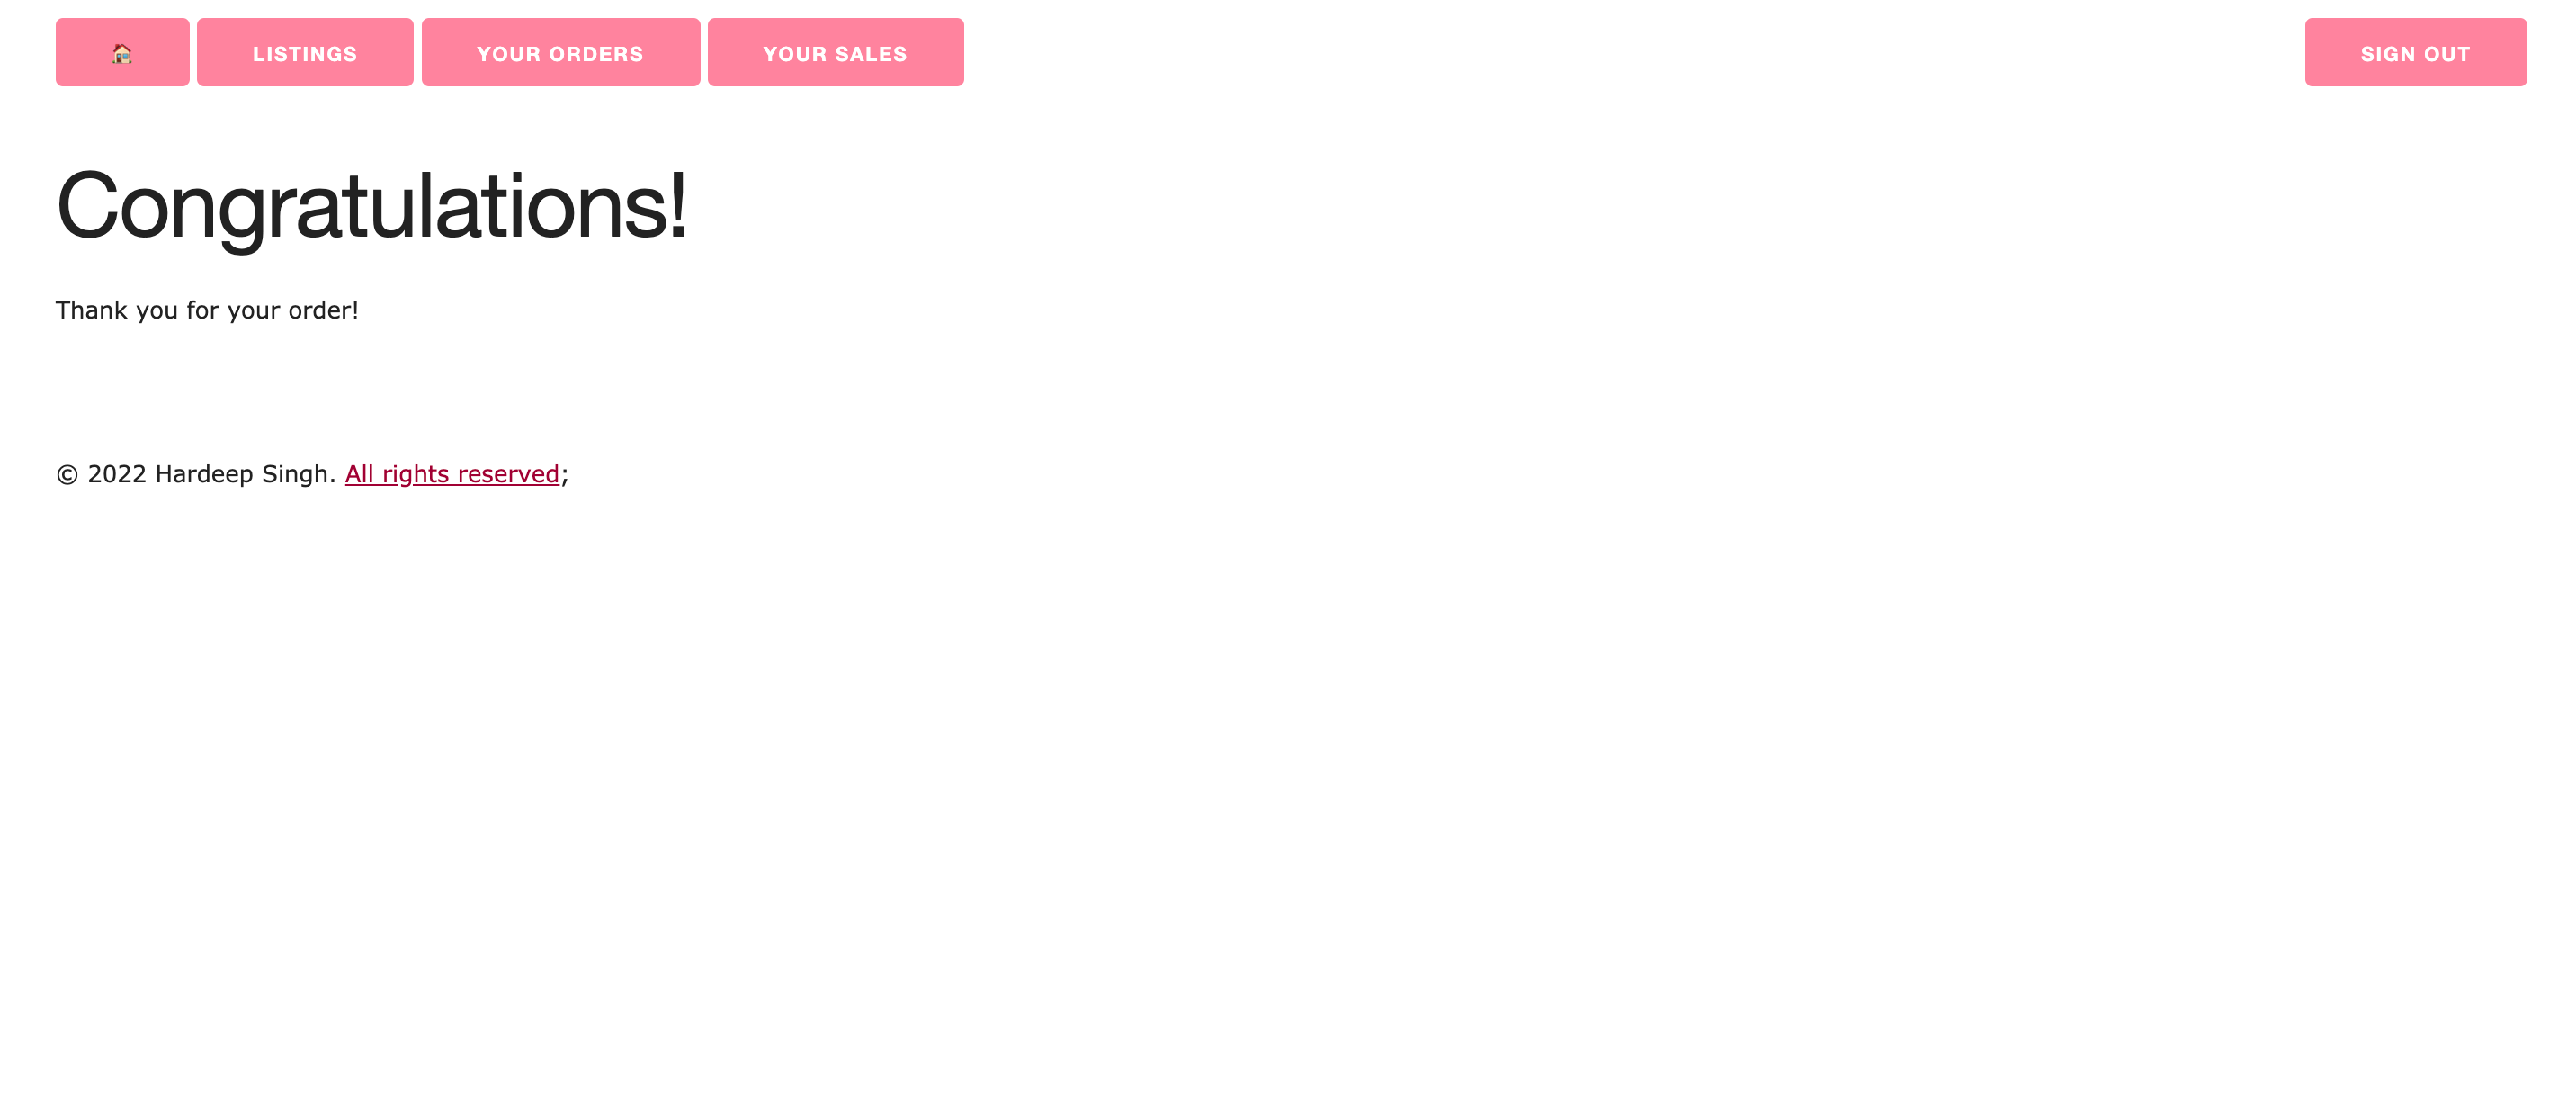 🏠 LISTINGS YOUR ORDERS YOUR SALES SIGN OUT
Congratulations!
Thank you for your order!
© 2022 Hardeep Singh. All rights reserved;